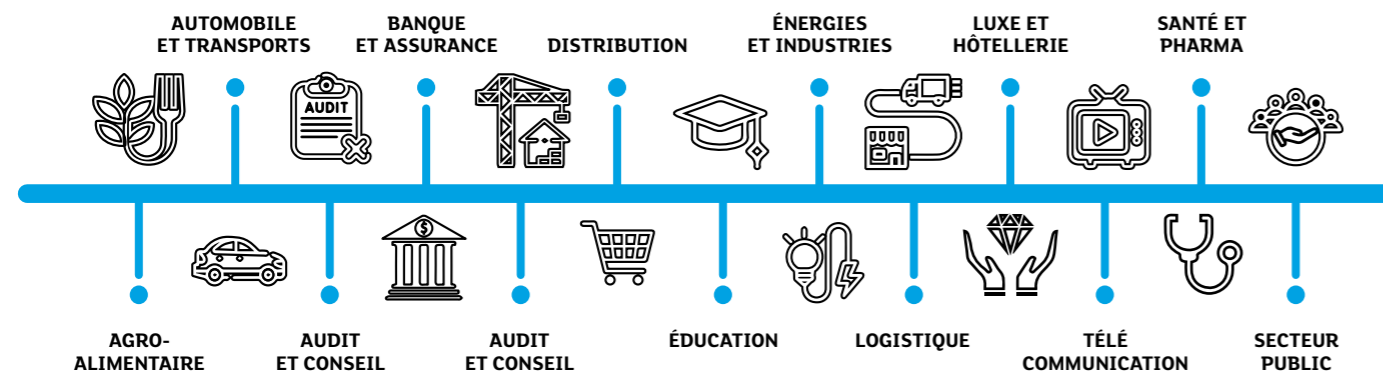 AUTOMOBILE
ET TRANSPORTS
BANQUE
ET ASSURANCE
DISTRIBUTION
ÉNERGIES
ET INDUSTRIES
LUXE ET
HÔTELLERIE
SANTÉ ET
PHARMA
AUDIT
$
AGRO-
ALIMENTAIRE
AUDIT
ET CONSEIL
AUDIT
ET CONSEIL
ÉDUCATION
LOGISTIQUE
TÉLÉ
COMMUNICATION
SECTEUR
PUBLIC